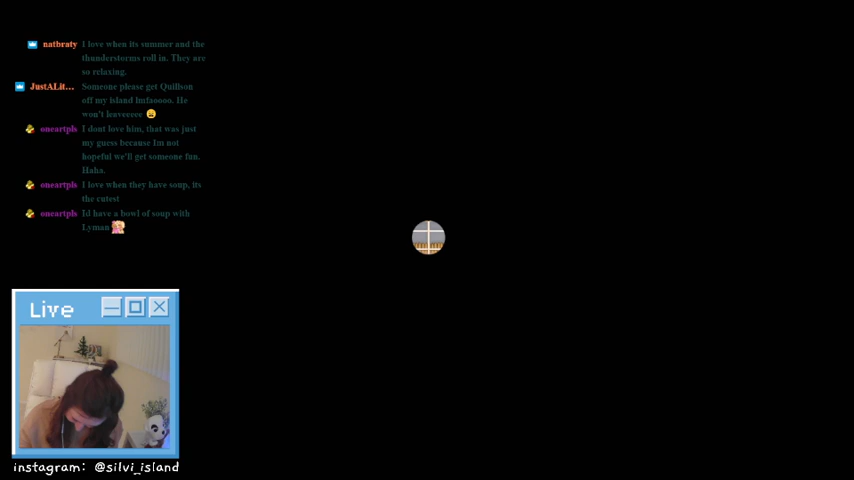 natbraty I love when its summer and the
thunderstorms roll in. They are
so relaxing.
JustALit... Someone please get Quillson
off my island lmfaoooo. He
won't leaveeeee
oneartpls I dont love him, that was just
my guess because Im not
hopeful we'll get someone fun.
Haha.
oneartpls I love when they have soup, its
the cutest
oneartpls Id have a bowl of soup with
Lyman
Live
instagram: @silvi_island